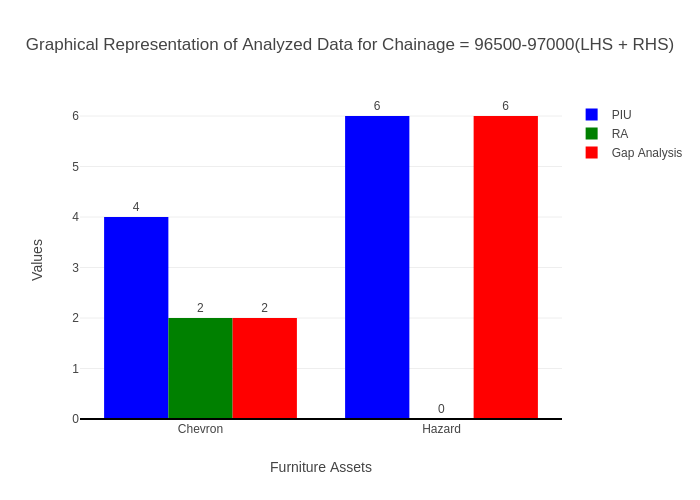 Graphical Representation of Analyzed Data for Chainage = 96500-97000(LHS + RHS)
PIU
RA
Gap Analysis
Values
6
5
4
3
2
1
0
4
2
2
6
0
6
Chevron
Hazard
Furniture Assets